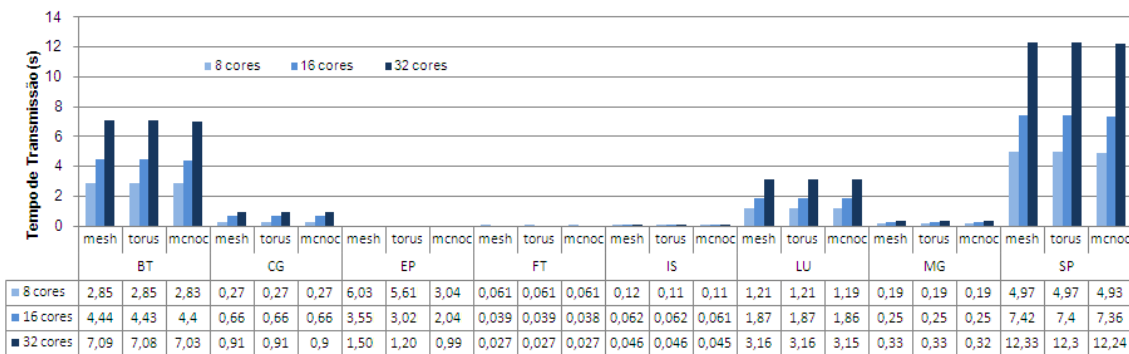 Tempo de Transmissão(s)
14
12
10
8
6
4
2
0
8 cores 16 cores 32 cores
mesh torus mcnoc mesh torus mcnoc mesh torus mcnoc mesh torus mcnoc mesh torus mcnoc mesh torus mcnoc mesh torus mcnoc mesh torus mcnoc
BT CG EP FT IS LU MG SP
8 cores 2,85 2,85 2,83 0,27 0,27 0,27 6,03 5,61 3,04 0,061 0,061 0,061 0,12 0,11 0,11 1,21 1,21 1,19 0,19 0,19 0,19 4,97 4,97 4,93
16 cores 4,44 4,43 4,4 0,66 0,66 0,66 3,55 3,02 2,04 0,039 0,039 0,038 0,062 0,062 0,061 1,87 1,87 1,86 0,25 0,25 0,25 7,42 7,4 7,36
32 cores 7,09 7,08 7,03 0,91 0,91 0,9 1,50 1,20 0,99 0,027 0,027 0,027 0,046 0,046 0,045 3,16 3,16 3,15 0,33 0,33 0,32 12,33 12,3 12,24